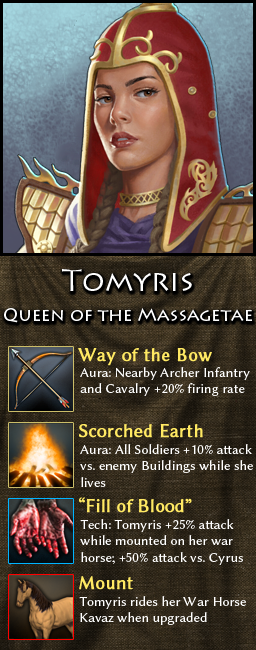 Tomyris
Queen of the Massagetae
Way of the Bow
Aura: Nearby Archer Infantry
and Cavalry +20% firing rate
Scorched Earth
Aura: All Soldiers +10% attack
vs. enemy Buildings while she
lives
“Fill of Blood”
Tech: Tomyris +25% attack
while mounted on her war
horse; +50% attack vs. Cyrus
Mount
Tomyris rides her War Horse
Kavaz when upgraded